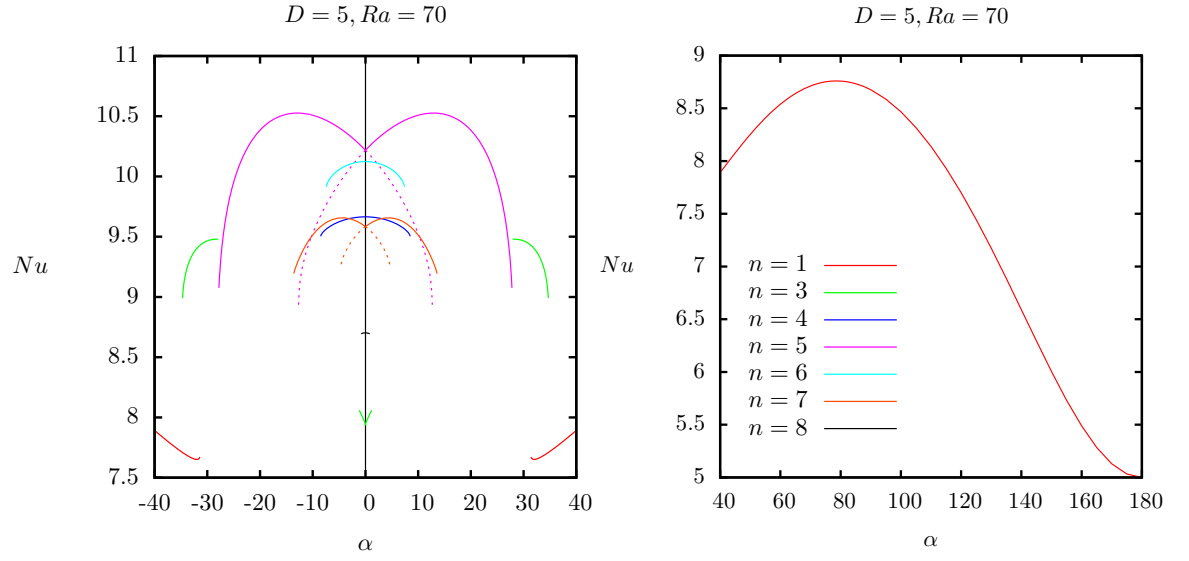 D = 5, Ra = 70
11
10.5
10
9.5
9
8.5
8
7.5
-40 -30 -20 -10 0 10 20 30 40
Nu
α
D = 5, Ra = 70
9
8.5
8
7.5
7
6.5
6
5.5
5
40 60 80 100 120 140 160 180
Nu
α
n = 1
n = 3
n = 4
n = 5
n = 6
n = 7
n = 8